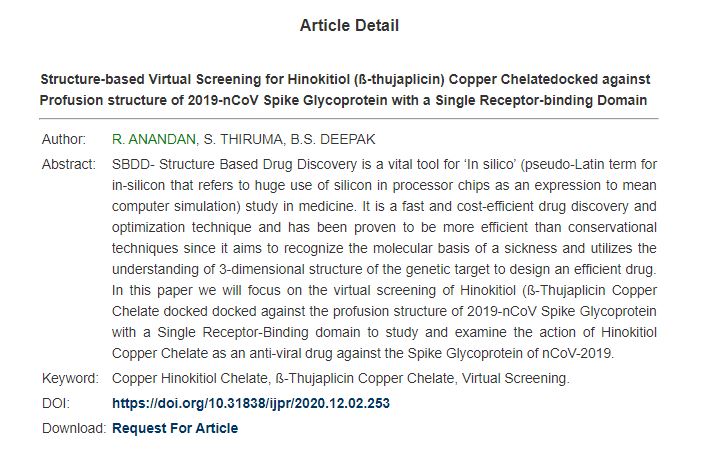 Article Detail
Structure-based Virtual Screening for Hinokitiol (ß-thujaplicin) Copper Chelatedocked against
Profusion structure of 2019-nCoV Spike Glycoprotein with a Single Receptor-binding Domain
Author: R. ANANDAN, S. THIRUMA, B.S. DEEPAK
Abstract: SBDD- Structure Based Drug Discovery is a vital tool for ‘In silico’ (pseudo-Latin term for
in-silicon that refers to huge use of silicon in processor chips as an expression to mean
computer simulation) study in medicine. It is a fast and cost-efficient drug discovery and
optimization technique and has been proven to be more efficient than conservational
techniques since it aims to recognize the molecular basis of a sickness and utilizes the
understanding of 3-dimensional structure of the genetic target to design an efficient drug.
In this paper we will focus on the virtual screening of Hinokitiol (ß-Thujaplicin Copper
Chelate docked docked against the profusion structure of 2019-nCoV Spike Glycoprotein
with a Single Receptor-Binding domain to study and examine the action of Hinokitiol
Copper Chelate as an anti-viral drug against the Spike Glycoprotein of nCoV-2019.
Keyword: Copper Hinokitiol Chelate, ß-Thujaplicin Copper Chelate, Virtual Screening.
DOI: https://doi.org/10.31838/ijpr/2020.12.02.253
Download: Request For Article